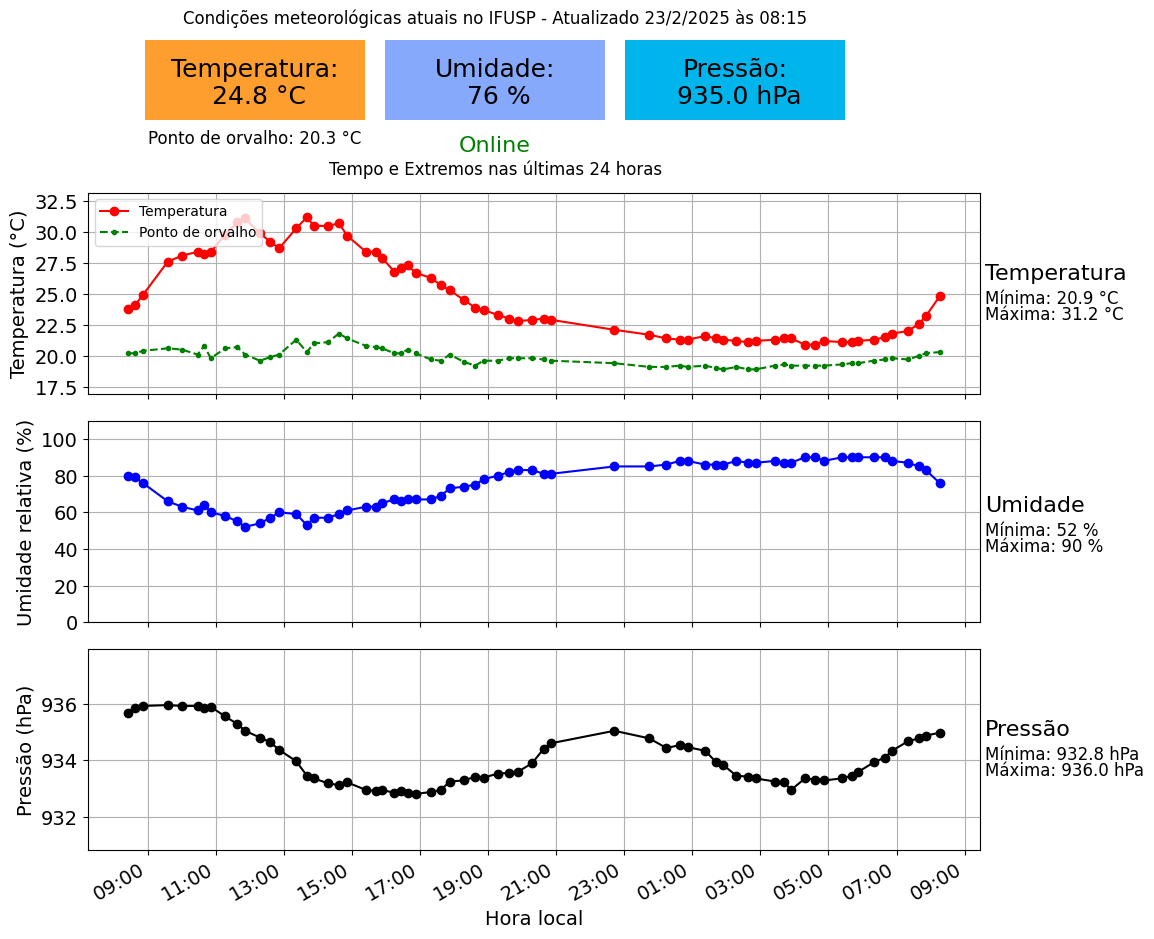 Condições meteorológicas atuais no IFUSP - Atualizado 23/2/2025 às 08:15
Temperatura:
24.8 °C
Umidade:
76 %
Pressão:
935.0 hPa
Ponto de orvalho: 20.3 °C
Online
Tempo e Extremos nas últimas 24 horas
Temperatura (°C)
32.5
30.0
27.5
25.0
22.5
20.0
17.5
Temperatura
Ponto de orvalho
Temperatura
Mínima: 20.9 °C
Máxima: 31.2 °C
Umidade relativa (%)
100
80
60
40
20
0
Umidade
Mínima: 52 %
Máxima: 90 %
Pressão (hPa)
936
934
932
Pressão
Mínima: 932.8 hPa
Máxima: 936.0 hPa
09:00
11:00
13:00
15:00
17:00
19:00
21:00
23:00
01:00
03:00
05:00
07:00
09:00
Hora local